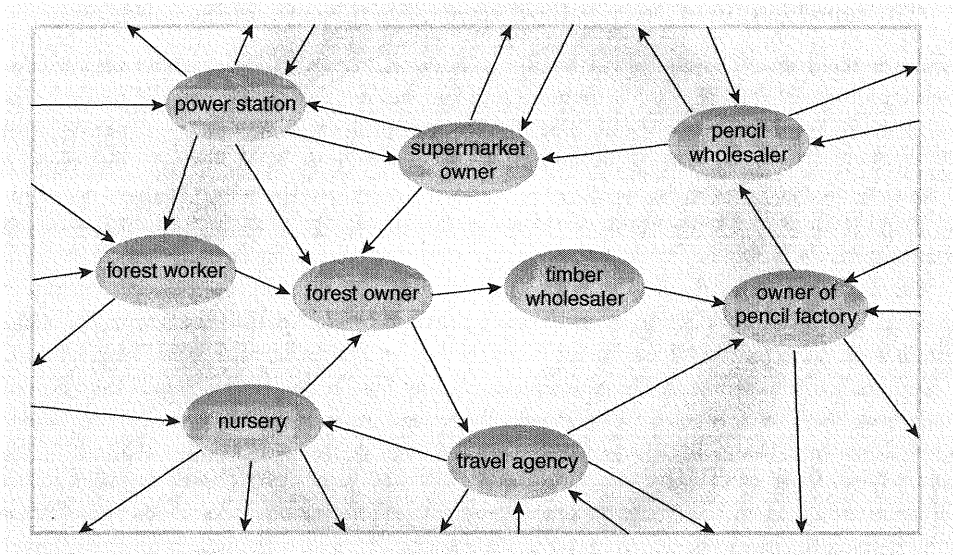 power station
supermarket
owner
pencil
wholesaler
forest worker
forest owner
timber
wholesaler
owner of
pencil factory
nursery
travel agency